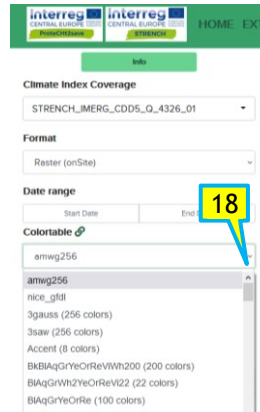 Interreg Interreg
CENTRAL EUROPE CENTRAL EUROPE HOME EX
ProteCHt2save STRENCH
Info
Climate Index Coverage
STRENCH_IMERG_CDD5_Q_4326_01
Format
Raster (onSite)
Date range
Start Date End D
18
Colortable
amwg256
amwg256
nice_gfdl
3gauss (256 colors)
3saw (256 colors)
Accent (8 colors)
BkBlAqGrYeOrReViWh200 (200 colors)
BlAqGrWh2YeOrReVi22 (22 colors)
BlAqGrYeOrRe (100 colors)